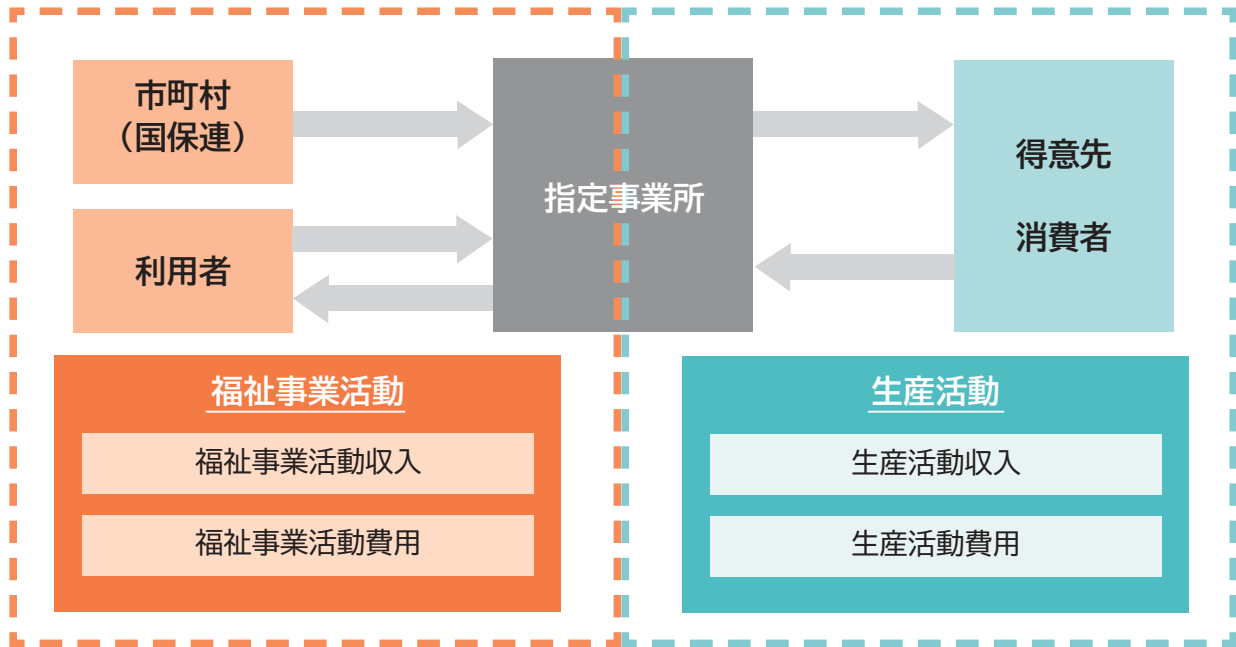 市町村
（国保連）
利用者
指定事業所
得意先
消費者
福祉事業活動
福祉事業活動収入
福祉事業活動費用
生産活動
生産活動収入
生産活動費用